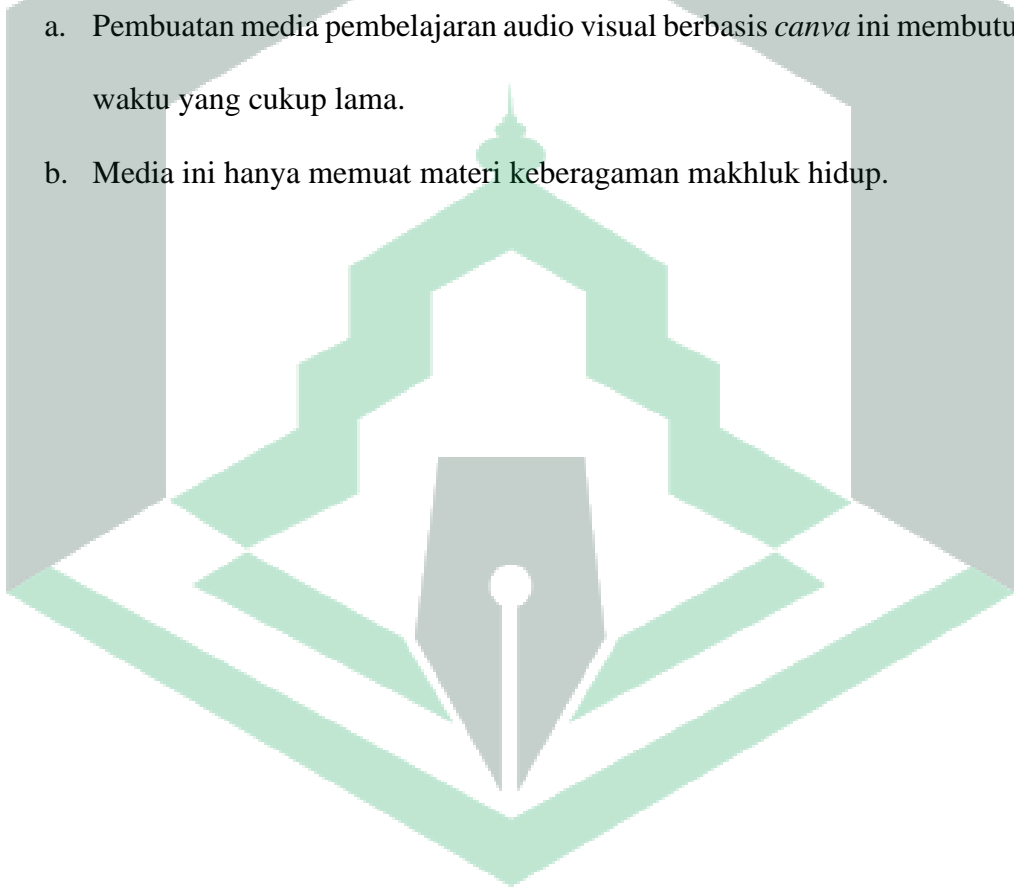 a. Pembuatan media pembelajaran audio visual berbasis canva ini
waktu yang cukup lama.
b. Media ini hanya memuat materi keberagaman makhluk hidup.